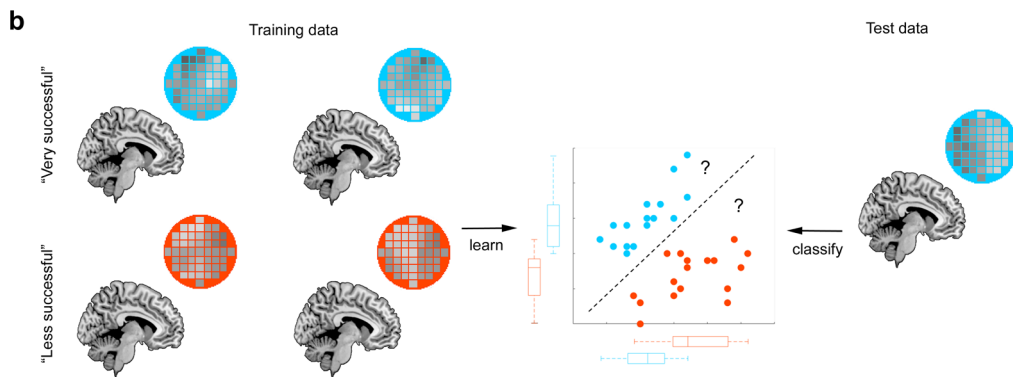 b
Training data
Test data
“Very successful”
“Less successful”
learn
?
?
classify